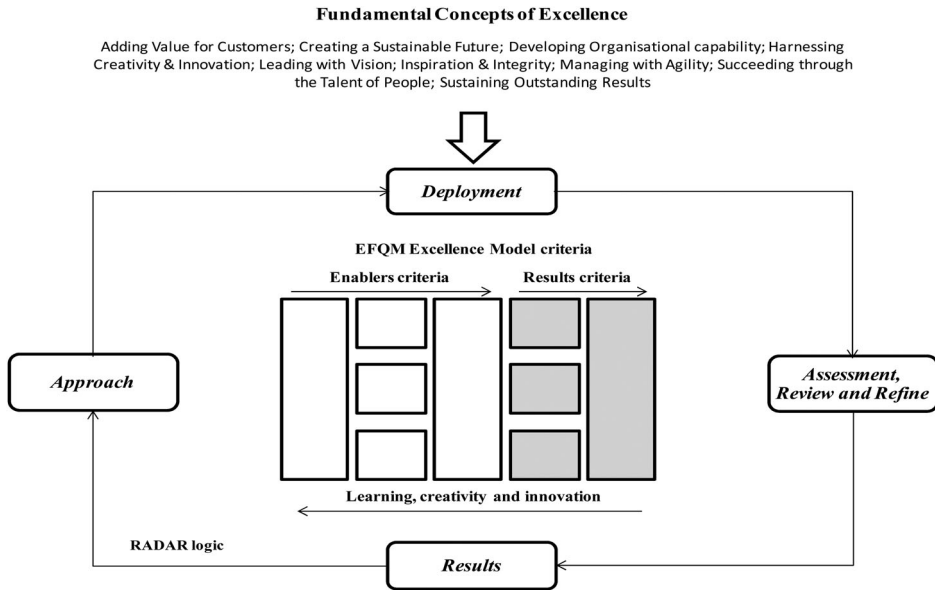 Fundamental Concepts of Excellence
Adding Value for Customers; Creating a Sustainable Future; Developing Organisational capability; Harnessing
Creativity & Innovation; Leading with Vision; Inspiration & Integrity; Managing with Agility; Succeeding through
the Talent of People; Sustaining Outstanding Results
Deployment
EFQM Excellence Model criteria
Enablers criteria
Results criteria
Approach
Assessment,
Review and Refine
Learning, creativity and innovation
RADAR logic
Results